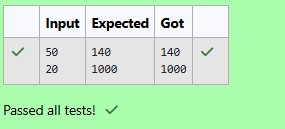 Input Expected Got
50 140 140
20 1000 1000
Passed all tests!